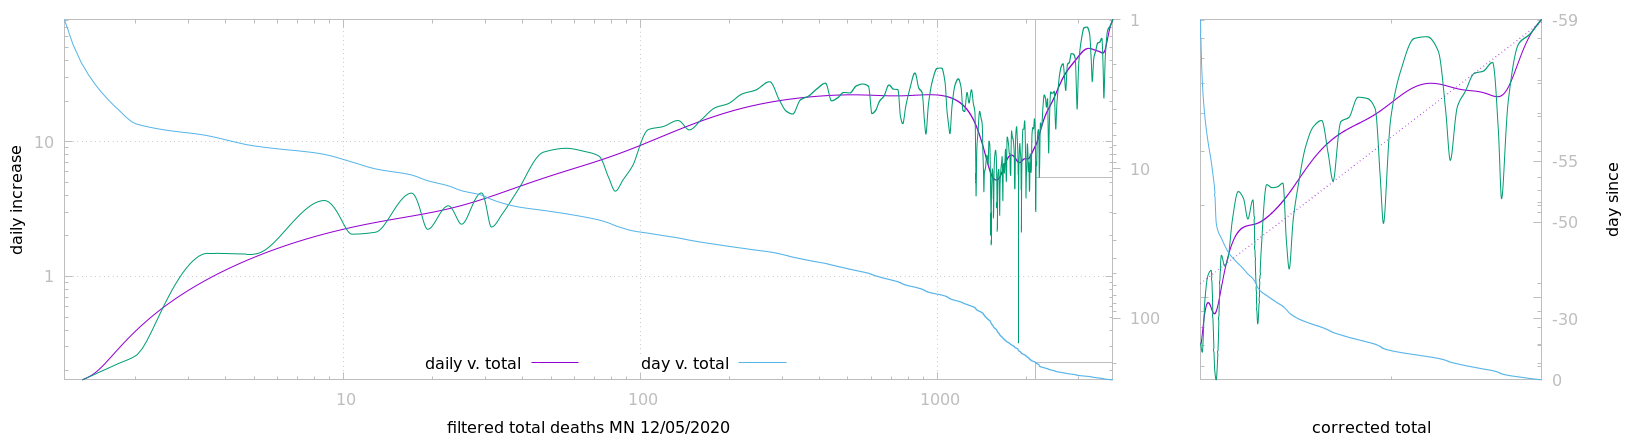 daily increase
10
1
1
10
100
daily v. total
day v. total
10
100
1000
filtered total deaths MN 12/05/2020
-59
-55
-50
-30
0
day since
corrected total